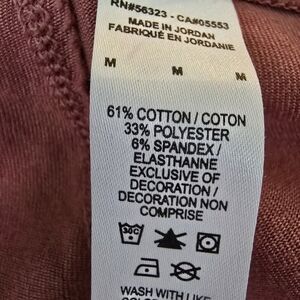 RN#56323 - CA#05553
MADE IN JORDAN
FABRIQUÉ EN JORDANIE
M M M
61% COTTON / COTON
33% POLYESTER
6% SPANDEX /
ELASTHANNE
EXCLUSIVE OF
DECORATION /
DECORATION NON
COMPRISE
30C
WASH WITH LIKE